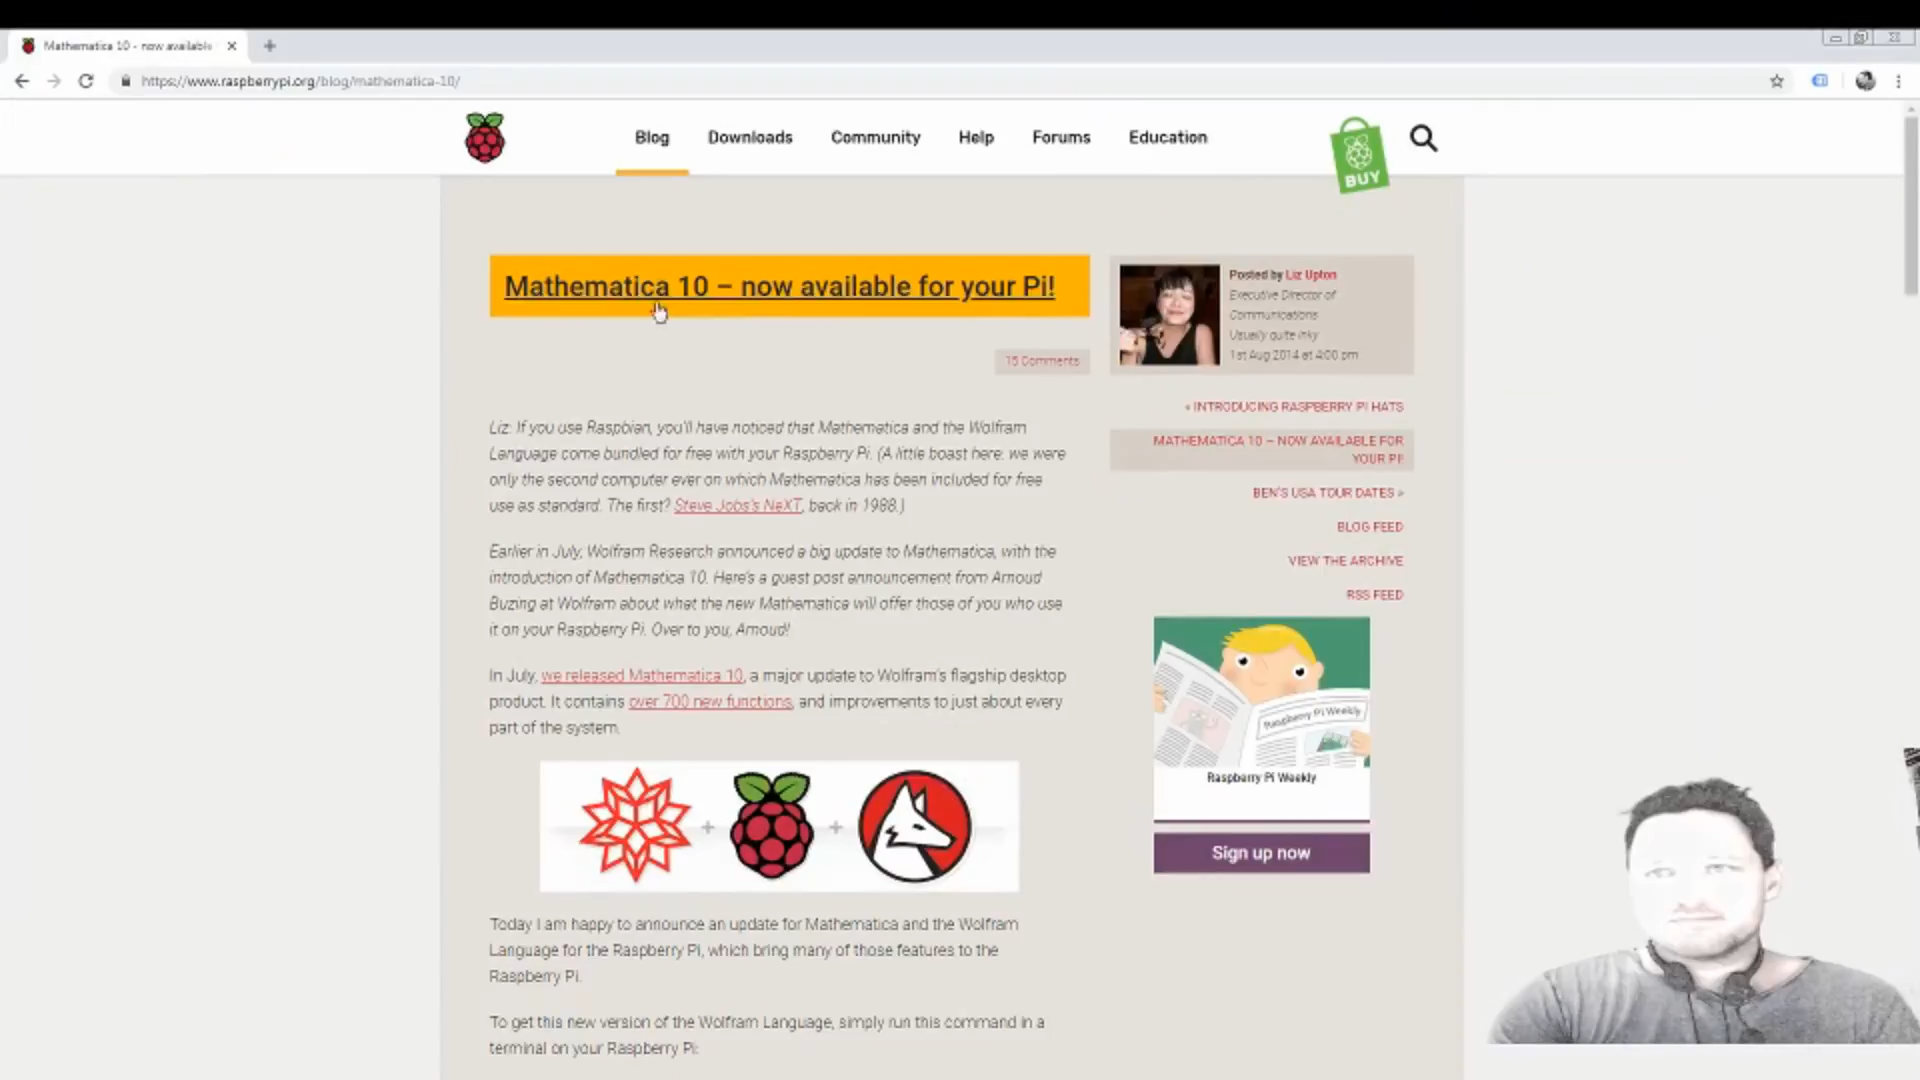 Mathematica 10 - now available
https://www.raspberrypi.org/blog/mathematica-10/
Blog Downloads Community Help Forums Education
BUY
Mathematica 10 – now available for your Pi!
15 Comments
Liz: If you use Raspbian, you'll have noticed that Mathematica and the Wolfram
Language come bundled for free with your Raspberry Pi. (A little boast here: we were
only the second computer ever on which Mathematica has been included for free
use as standard. The first? Steve Jobs's NeXT, back in 1988.)
Earlier in July, Wolfram Research announced a big update to Mathematica, with the
introduction of Mathematica 10. Here's a guest post announcement from Arnoud
Buzing at Wolfram about what the new Mathematica will offer those of you who use
it on your Raspberry Pi. Over to you, Arnoud!
In July, we released Mathematica 10, a major update to Wolfram's flagship desktop
product. It contains over 700 new functions, and improvements to just about every
part of the system.
Today I am happy to announce an update for Mathematica and the Wolfram
Language for the Raspberry Pi, which bring many of those features to the
Raspberry Pi.
To get this new version of the Wolfram Language, simply run this command in a
terminal on your Raspberry Pi:
Posted by Liz Upton
Executive Director of
Communications
Usually quite inky
1st Aug 2014 at 4:00 pm
« INTRODUCING RASPBERRY PI HATS
MATHEMATICA 10 – NOW AVAILABLE FOR
YOUR PI!
BEN'S USA TOUR DATES »
BLOG FEED
VIEW THE ARCHIVE
RSS FEED
Raspberry Pi Weekly
Raspberry Pi Weekly
Sign up now